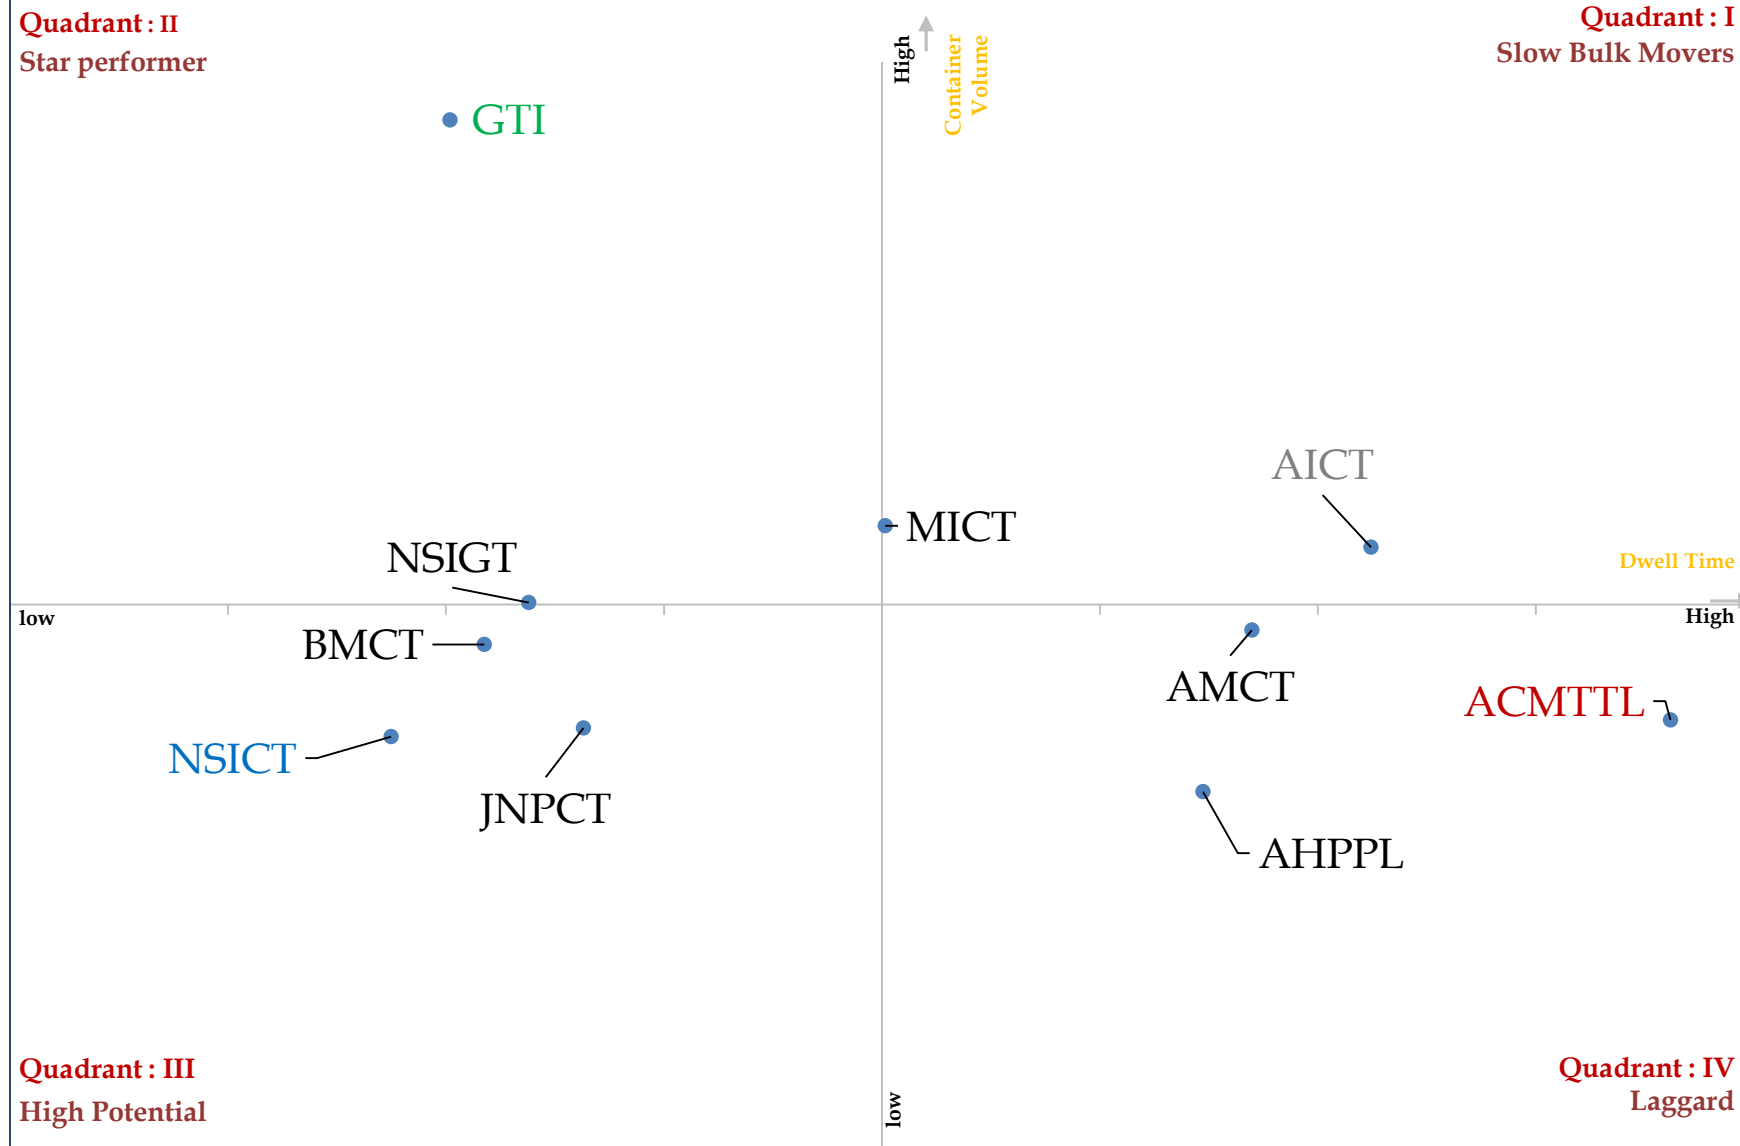 Quadrant : II
Star performer
Quadrant : I
Slow Bulk Movers
High
Container
Volume
GTI
AICT
MICT
NSIGT
Dwell Time
low
High
BMCT
AMCT
ACMTTL
NSICT
JNPCT
AHPPL
Quadrant : III
High Potential
low
Quadrant : IV
Laggard